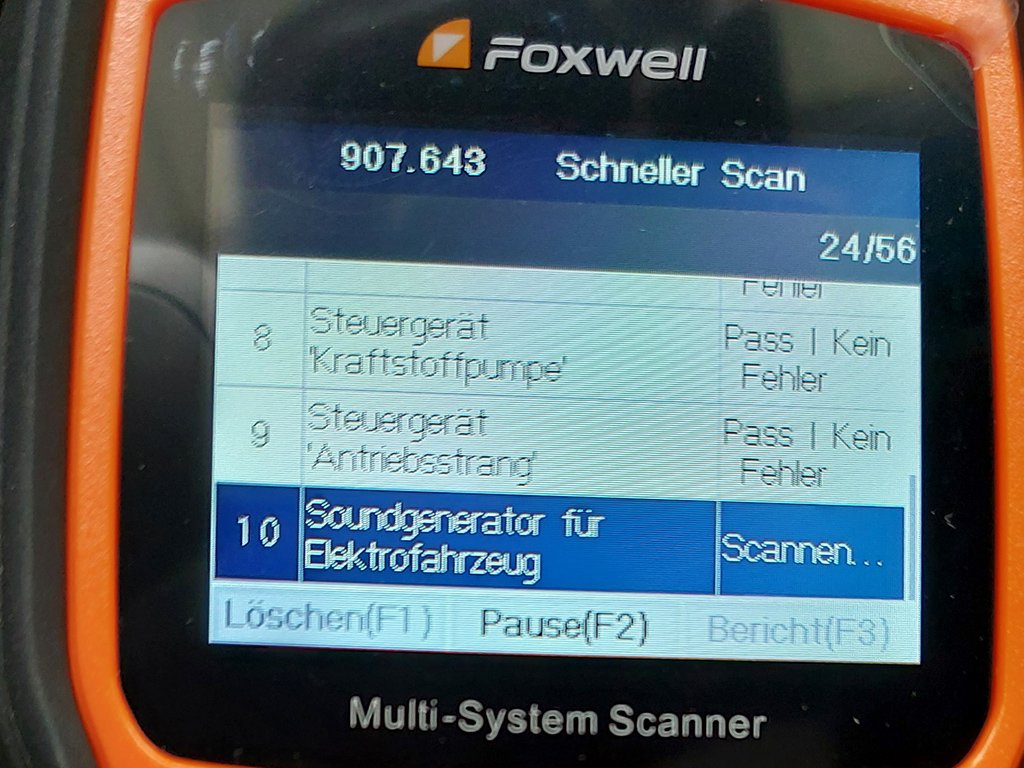 Foxwell
907.643 Schneller Scan
24/56
Fehler
8 Steuergerät 'Kraftstoffpumpe' Pass | Kein Fehler
9 Steuergerät 'Antriebsstrang' Pass | Kein Fehler
10 Soundgenerator für Elektrofahrzeug Scannen...
Löschen(F1) Pause(F2) Bericht(F3)
Multi-System Scanner